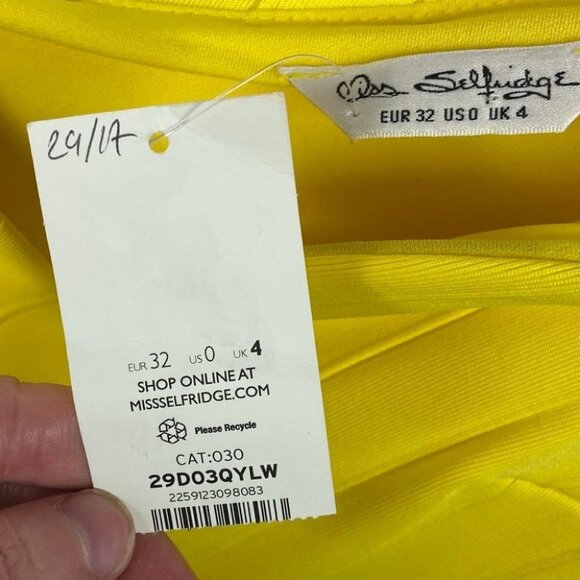 Miss Selfridge
EUR 32 US 0 UK 4
29/17
EUR 32 US 0 UK 4
SHOP ONLINE AT
MISSSELFRIDGE.COM
Please Recycle
CAT:030
29D03QYLW
2259123098083